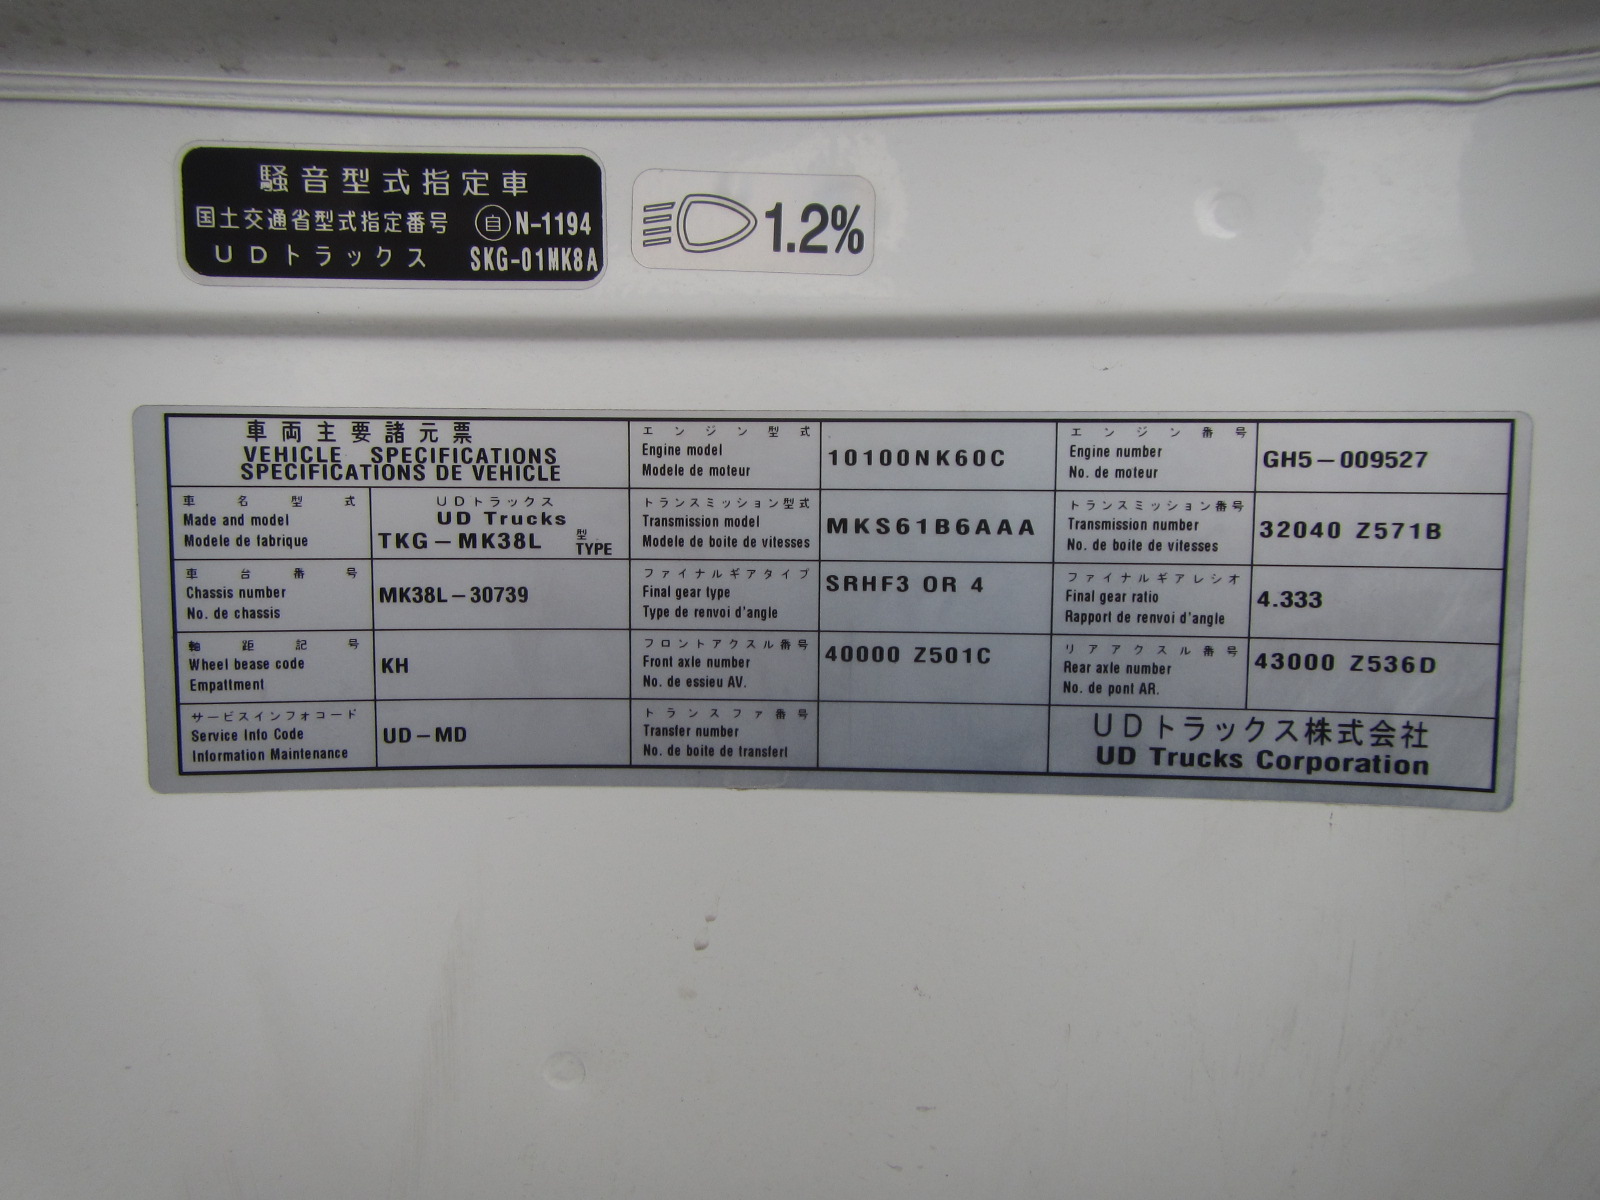 騒音型式指定車
国土交通省型式指定番号 自 N-1194
UDトラックス SKG-01MK8A
1.2%
車両主要諸元票
VEHICLE SPECIFICATIONS
SPECIFICATIONS DE VEHICLE
エンジン型式
Engine model
Modele de moteur
10100NK60C
エンジン番号
Engine number
No. de moteur
GH5-009527
車名型式
Made and model
Modele de fabrique
UDトラックス
UD Trucks
TKG-MK38L 型 TYPE
トランスミッション型式
Transmission model
Modele de boite de vitesses
MKS61B6AAA
トランスミッション番号
Transmission number
No. de boite de vitesses
32040 Z571B
車台番号
Chassis number
No. de chassis
MK38L-30739
ファイナルギアタイプ
Final gear type
Type de renvoi d'angle
SRHF3 OR 4
ファイナルギアレシオ
Final gear ratio
Rapport de renvoi d'angle
4.333
軸距記号
Wheel bease code
Empattment
KH
フロントアクスル番号
Front axle number
No. de essieu AV.
40000 Z501C
リアアクスル番号
Rear axle number
No. de pont AR.
43000 Z536D
サービスインフォコード
Service Info Code
Information Maintenance
UD-MD
トランスファ番号
Transfer number
No. de boite de transfert
UDトラックス株式会社
UD Trucks Corporation